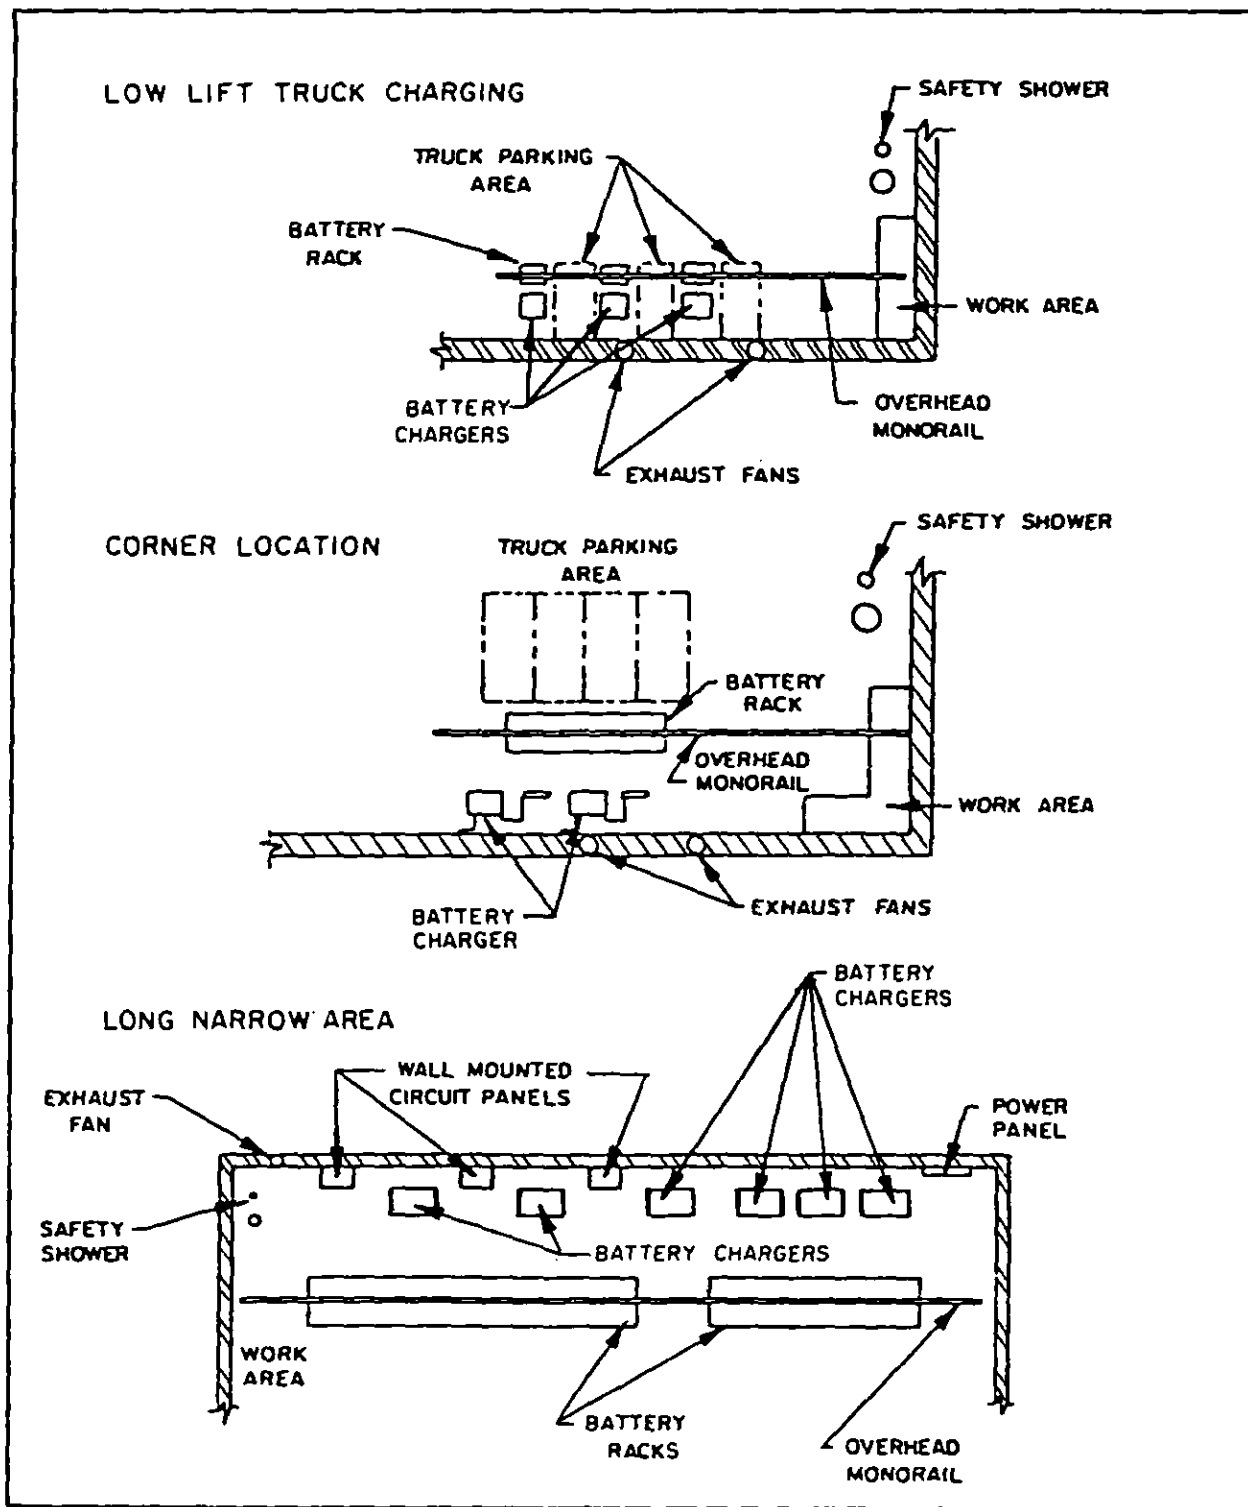 LOW LIFT TRUCK CHARGING
SAFETY SHOWER
TRUCK PARKING
AREA
BATTERY
RACK
WORK AREA
BATTERY
CHARGERS
OVERHEAD
MONORAIL
EXHAUST FANS
CORNER LOCATION
SAFETY SHOWER
TRUCK PARKING
AREA
BATTERY
RACK
OVERHEAD
MONORAIL
WORK AREA
BATTERY
CHARGER
EXHAUST FANS
BATTERY
CHARGERS
LONG NARROW AREA
WALL MOUNTED
CIRCUIT PANELS
EXHAUST
FAN
POWER
PANEL
SAFETY
SHOWER
BATTERY CHARGERS
WORK
AREA
BATTERY
RACKS
OVERHEAD
MONORAIL